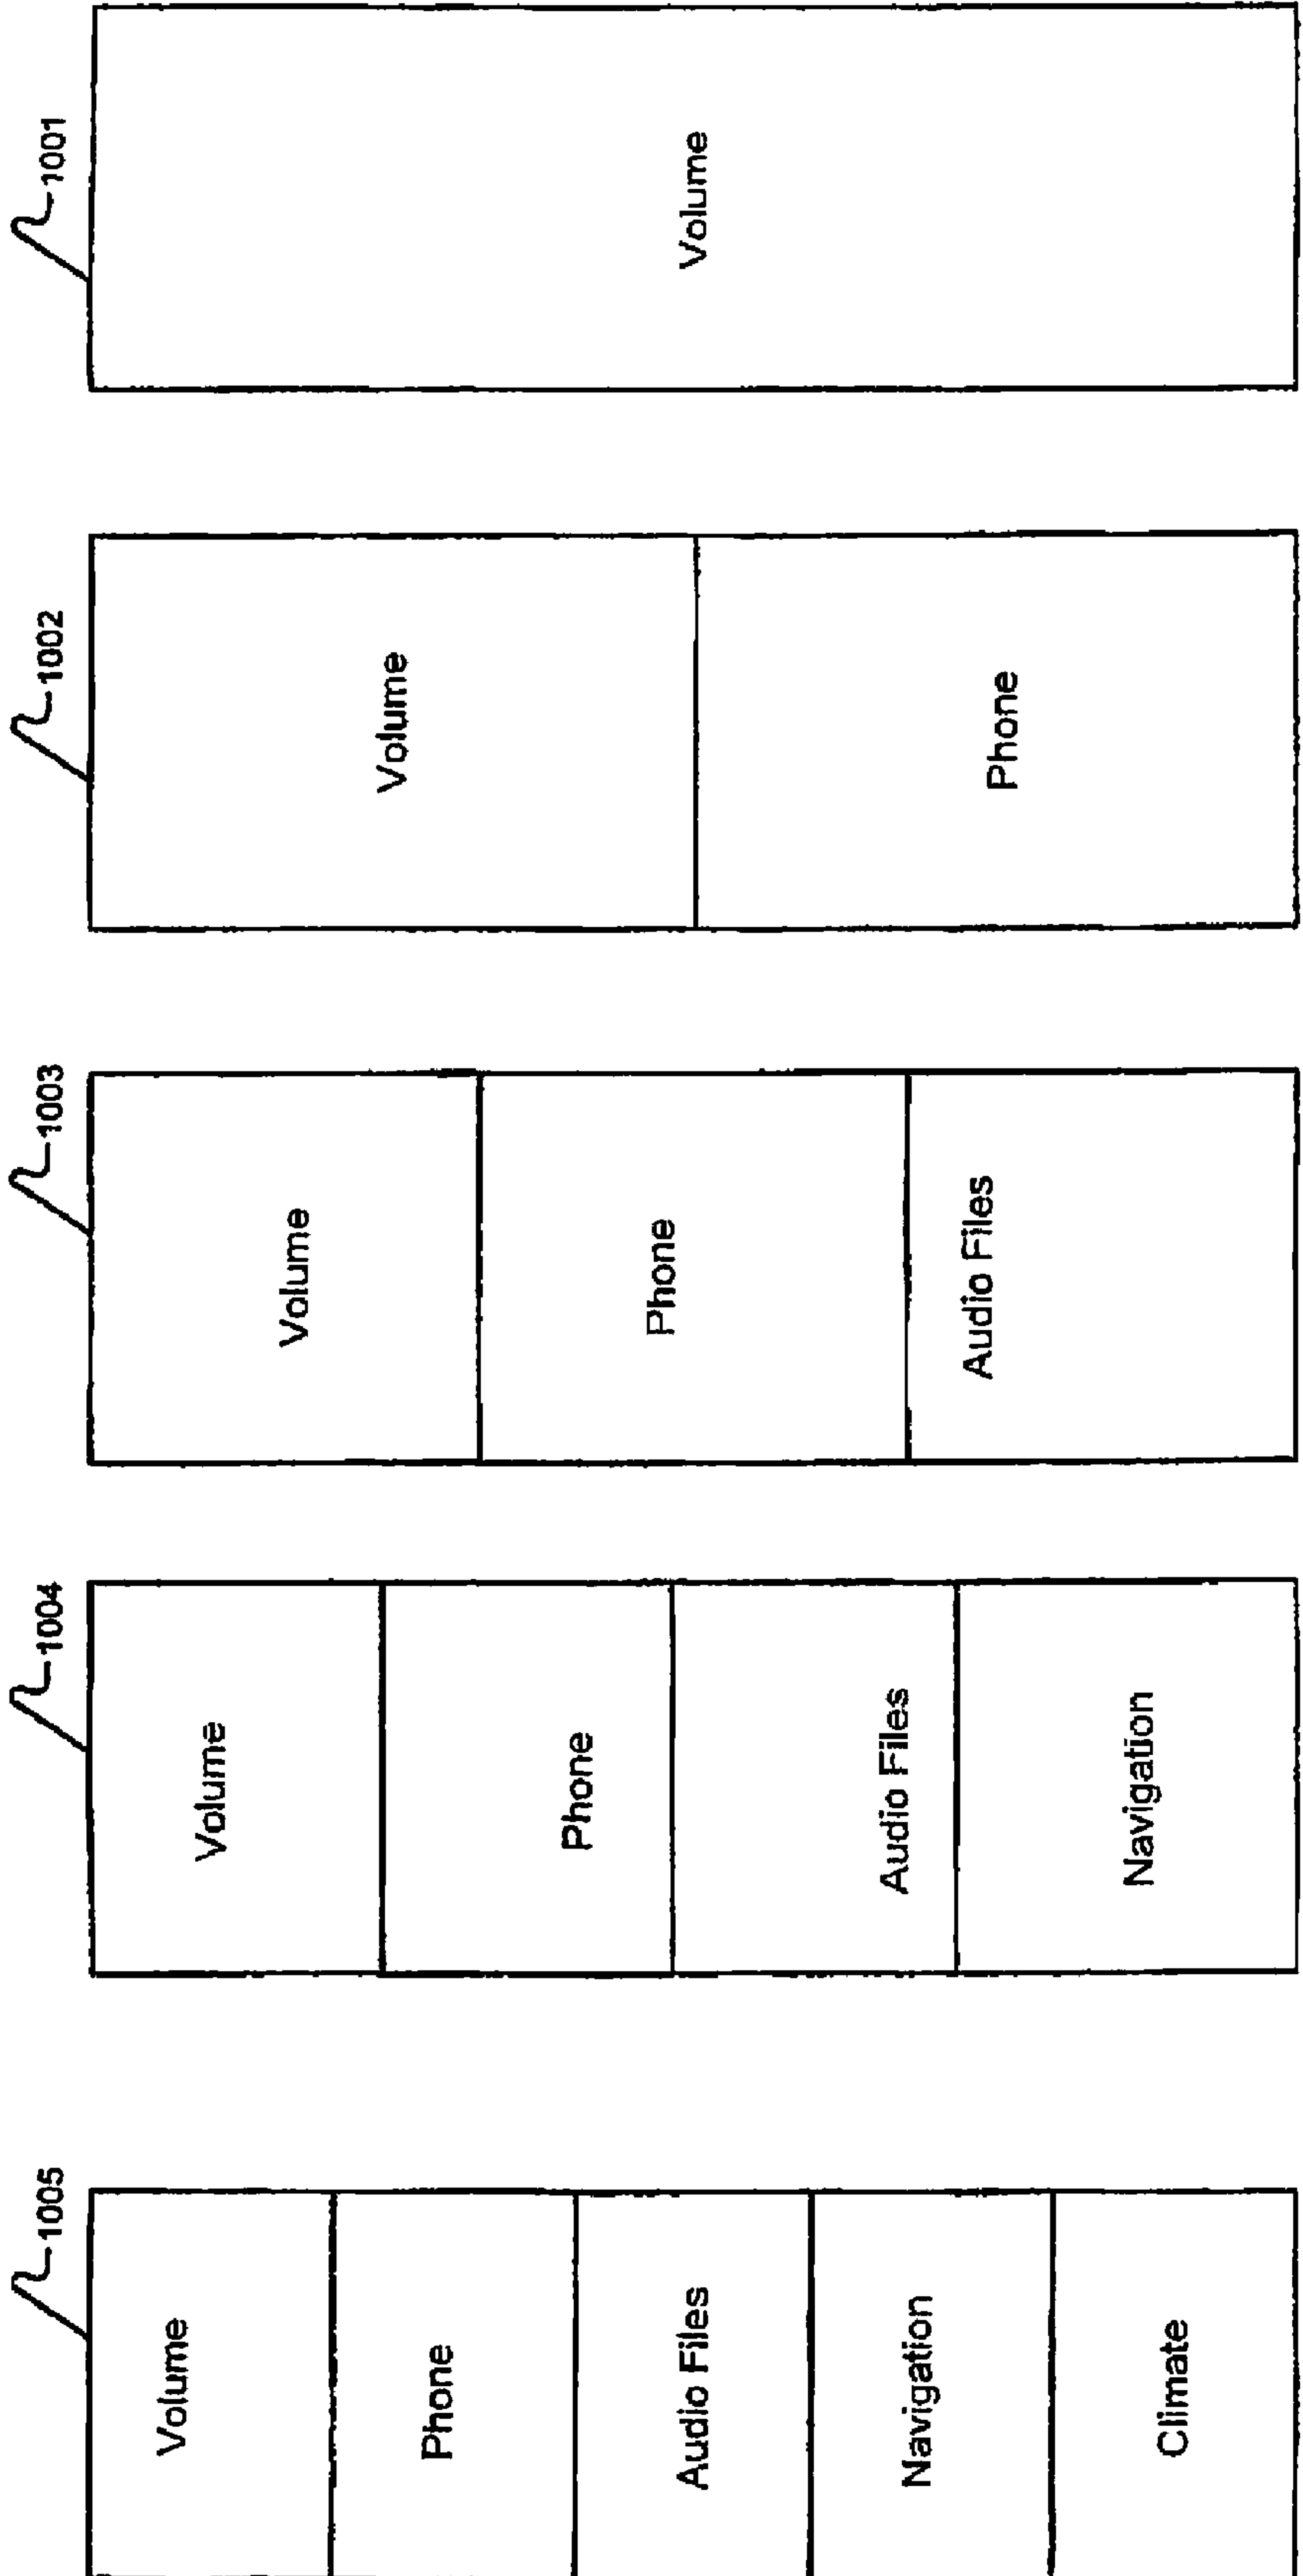 1005
Volume
Phone
Audio Files
Navigation
Climate
1004
Volume
Phone
Audio Files
Navigation
1003
Volume
Phone
Audio Files
1002
Volume
Phone
1001
Volume